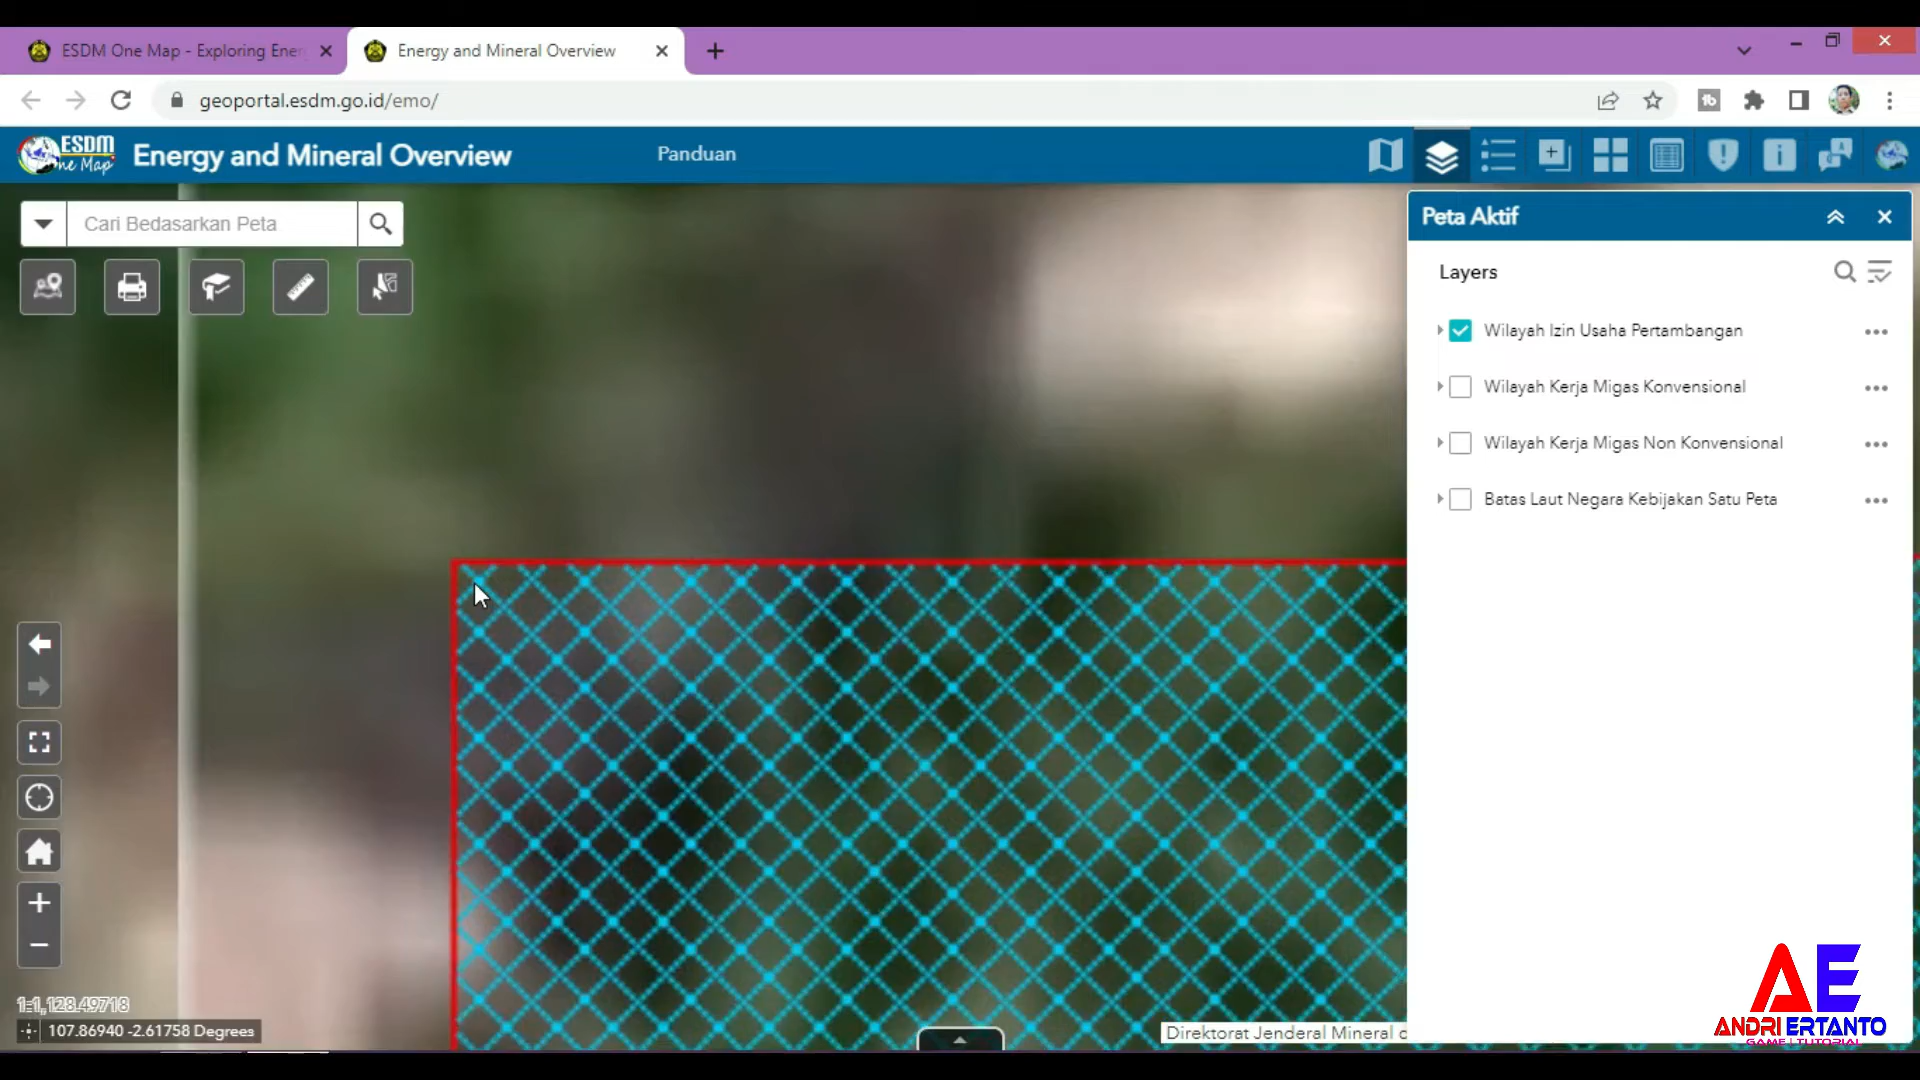 ESDM One Map - Exploring Ener
Energy and Mineral Overview
geoportal.esdm.go.id/emo/
ESDM
One Map
Energy and Mineral Overview
Panduan
Cari Bedasarkan Peta
Peta Aktif
Layers
Wilayah Izin Usaha Pertambangan
Wilayah Kerja Migas Konvensional
Wilayah Kerja Migas Non Konvensional
Batas Laut Negara Kebijakan Satu Peta
1:1,128.49718
107.86940 -2.61758 Degrees
Direktorat Jenderal Mineral
AE
ANDRI ERTANTO
GAME | TUTORIAL